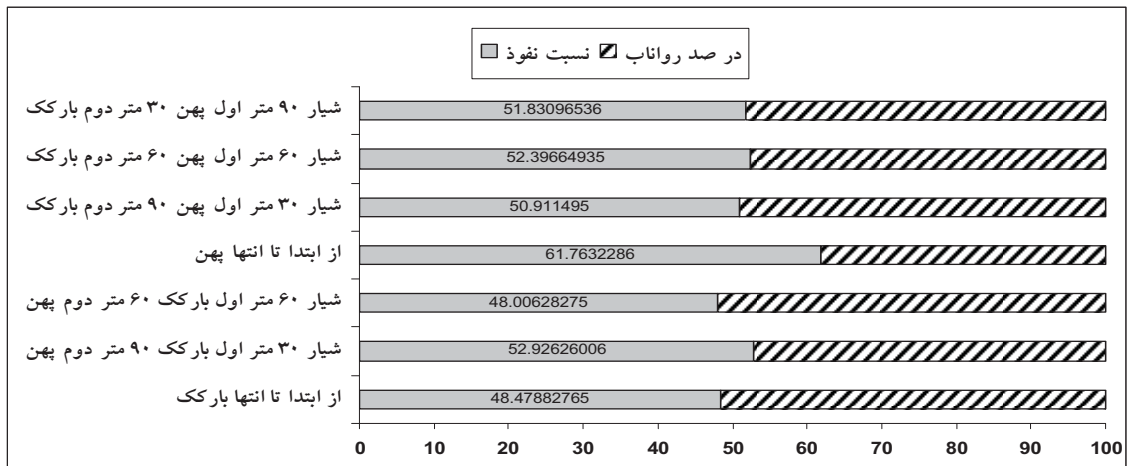 نسبت نفوذ در صد رواناب
شیار ۹۰ متر اول پهن ۳۰ متر دوم بارکک
51.83096536
شیار ۶۰ متر اول پهن ۶۰ متر دوم بارکک
52.39664935
شیار ۳۰ متر اول پهن ۹۰ متر دوم بارکک
50.911495
از ابتدا تا انتها پهن
61.7632286
شیار ۶۰ متر اول بارکک ۶۰ متر دوم پهن
48.00628275
شیار ۳۰ متر اول بارکک ۹۰ متر دوم پهن
52.92626006
از ابتدا تا انتها بارکک
48.47882765
0 10 20 30 40 50 60 70 80 90 100